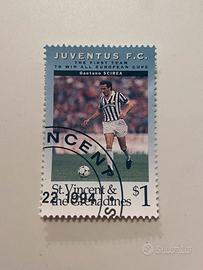 JUVENTUS F.C.
THE FIRST TEAM
TO WIN ALL EUROPEAN CUPS
Gaetano SCIREA
VINCENT
St. Vincent &
the Grenadines
$1
22 1994
subito